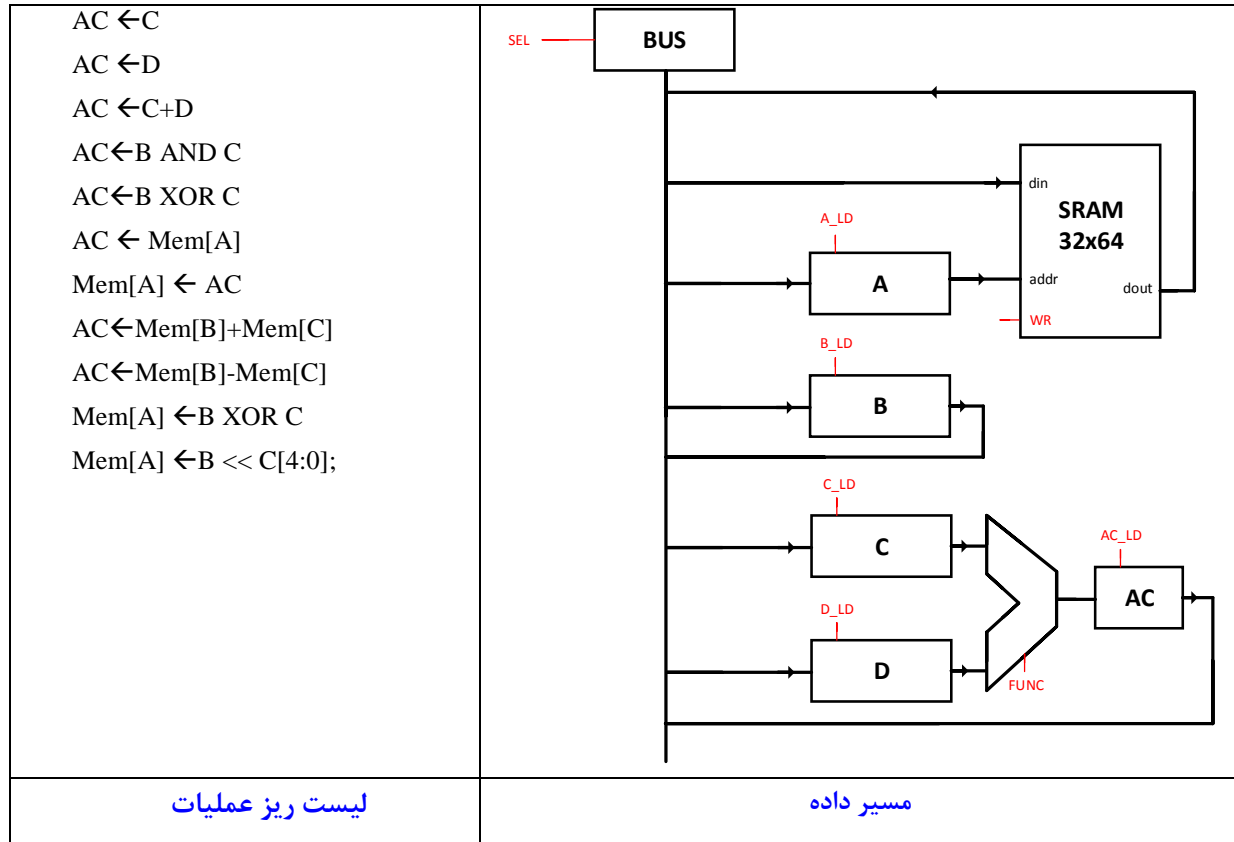 AC ←C
AC ←D
AC ←C+D
AC←B AND C
AC←B XOR C
AC ← Mem[A]
Mem[A] ← AC
AC←Mem[B]+Mem[C]
AC←Mem[B]-Mem[C]
Mem[A] ←B XOR C
Mem[A] ←B << C[4:0];
SEL
BUS
din
SRAM
32x64
addr
dout
WR
A_LD
A
B_LD
B
C_LD
C
D_LD
D
FUNC
AC_LD
AC
لیست ریز عملیات
مسیر داده